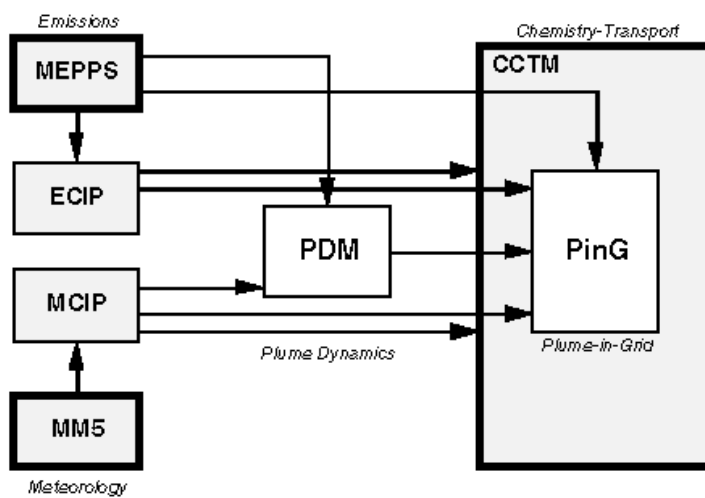 Emissions
Chemistry-Transport
MEPPS
CCTM
ECIP
PDM
PinG
MCIP
Plume Dynamics
Plume-in-Grid
MM5
Meteorology